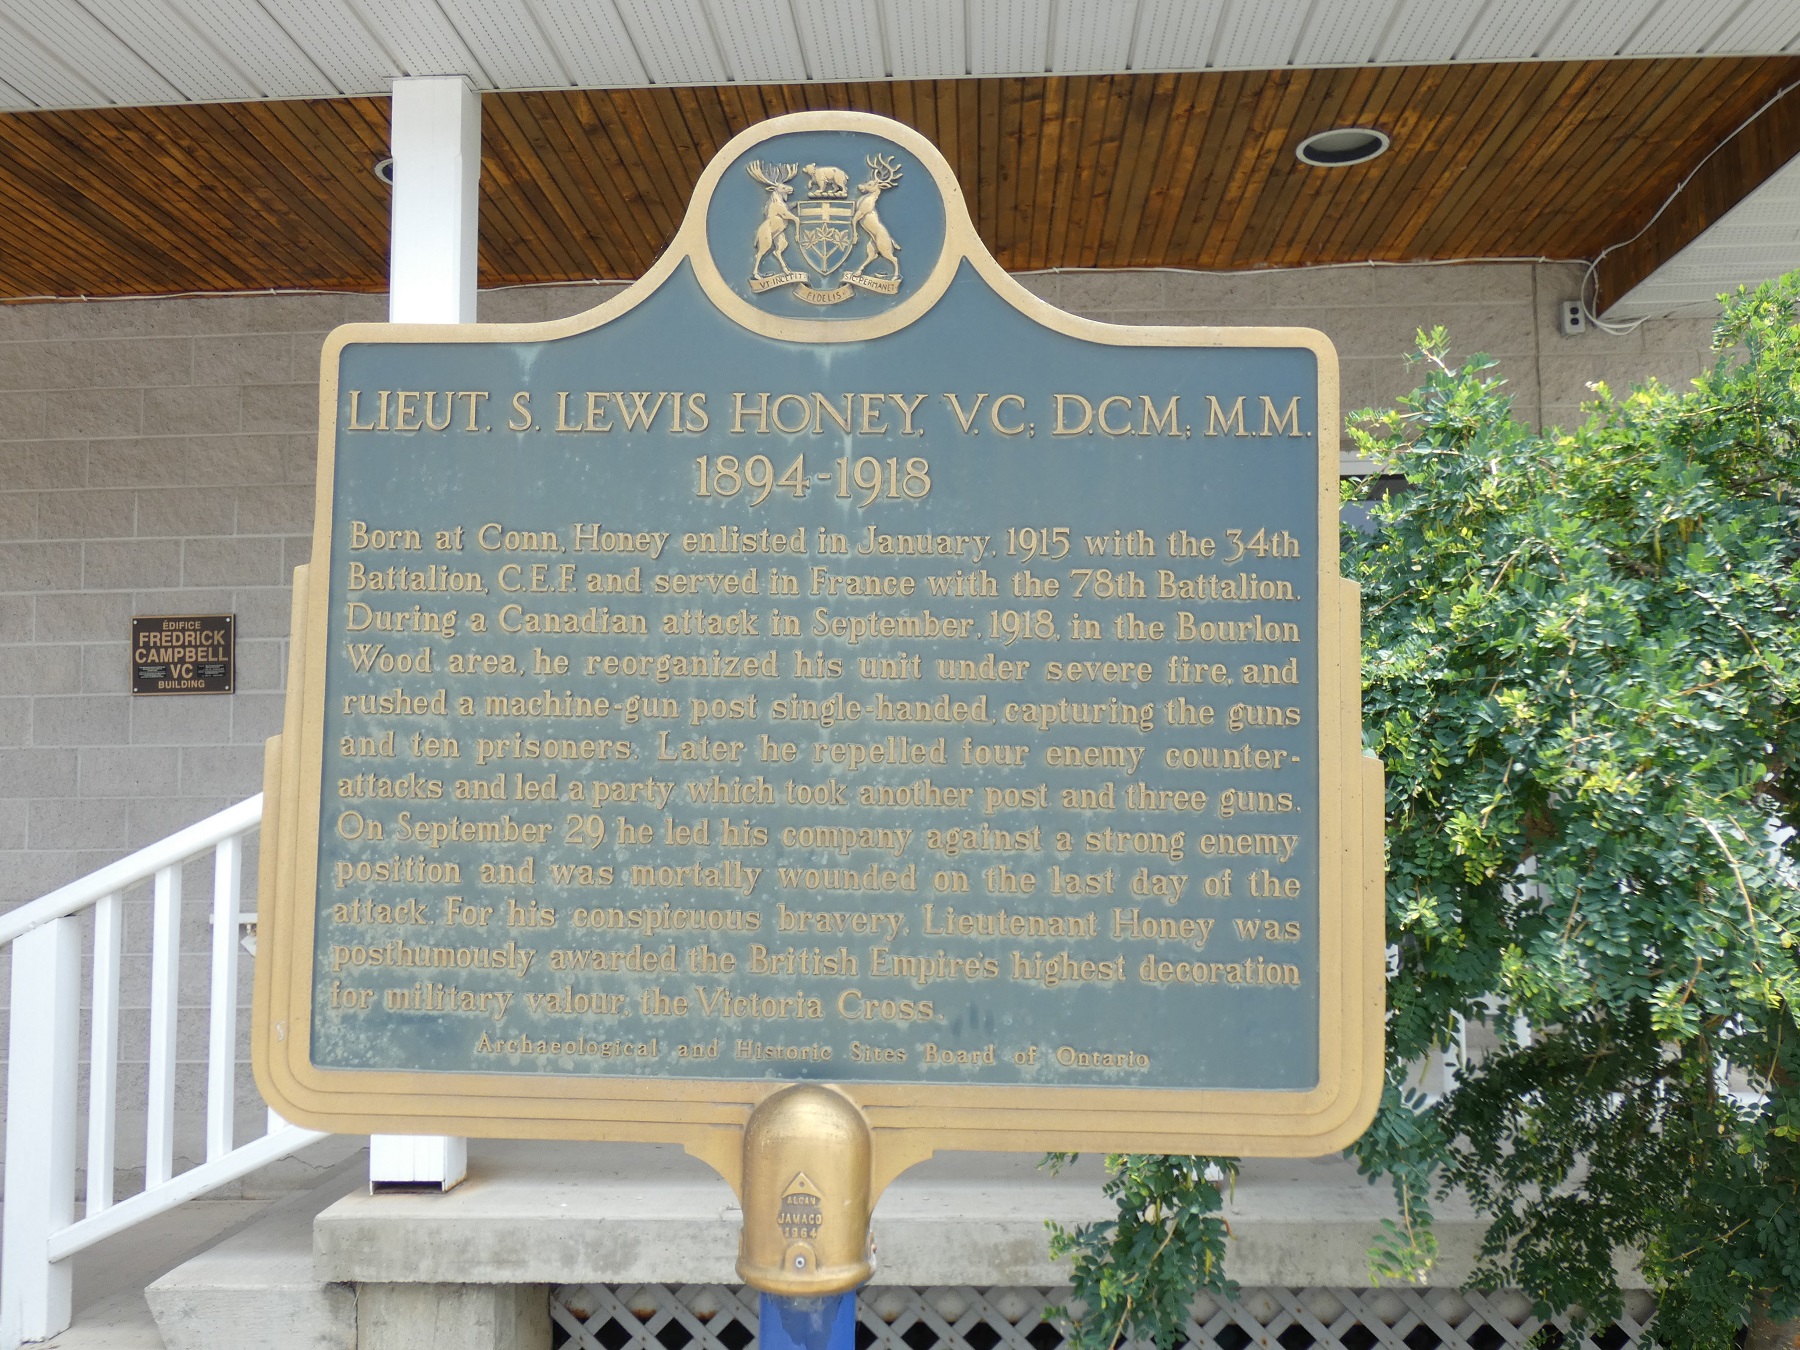 VT INCEPIT
FIDELIS
SIC PERMANET
LIEUT. S. LEWIS HONEY, V.C; D.C.M; M.M.
1894-1918
Born at Conn, Honey enlisted in January, 1915 with the 34th
Battalion, C.E.F. and served in France with the 78th Battalion.
During a Canadian attack in September, 1918, in the Bourlon
Wood area, he reorganized his unit under severe fire, and
rushed a machine-gun post single-handed, capturing the guns
and ten prisoners. Later he repelled four enemy counter-
attacks and led a party which took another post and three guns.
On September 29 he led his company against a strong enemy
position and was mortally wounded on the last day of the
attack. For his conspicuous bravery, Lieutenant Honey was
posthumously awarded the British Empire's highest decoration
for military valour, the Victoria Cross.
Archaeological and Historic Sites Board of Ontario
ALCAN
JAMACO
1964
ÉDIFICE
FREDRICK
CAMPBELL
VC
BUILDING